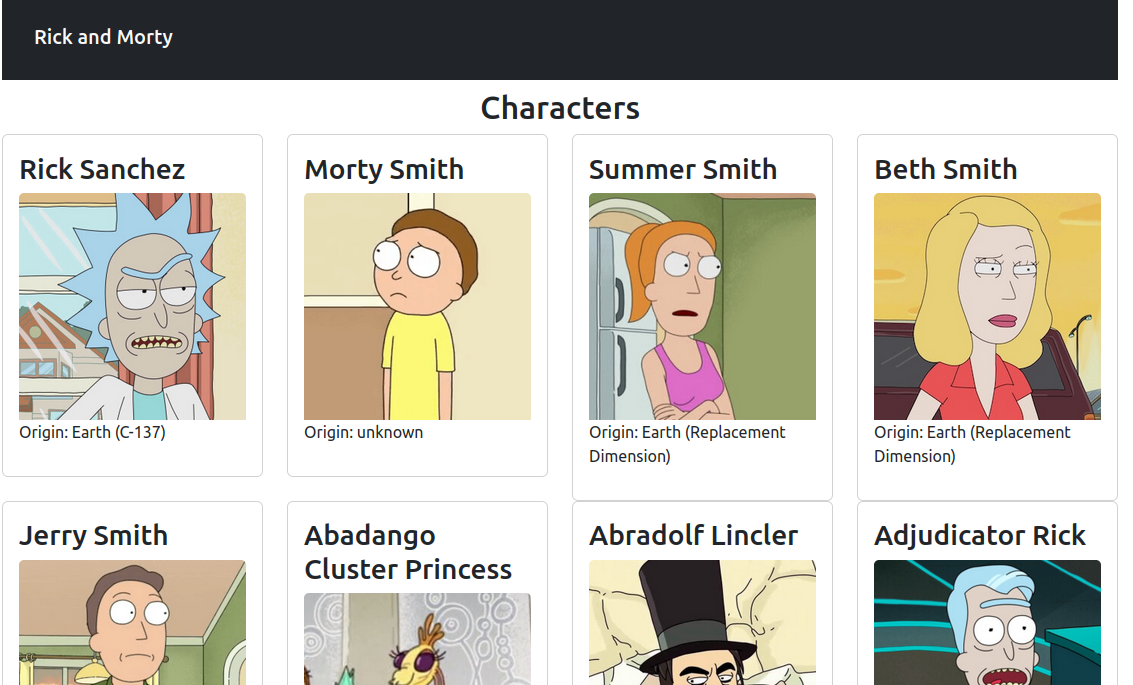 Rick and Morty
Characters
Rick Sanchez
Origin: Earth (C-137)
Morty Smith
Origin: unknown
Summer Smith
Origin: Earth (Replacement
Dimension)
Beth Smith
Origin: Earth (Replacement
Dimension)
Jerry Smith
Abadango
Cluster Princess
Abradolf Lincler
Adjudicator Rick